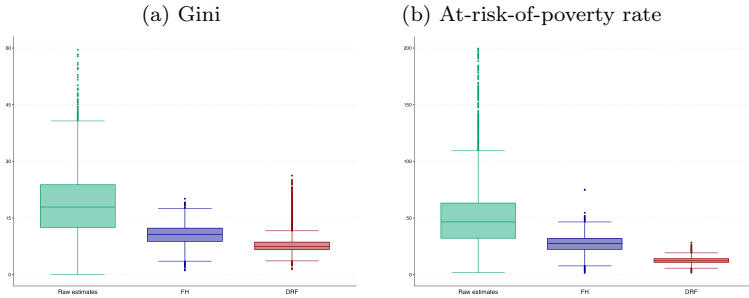 (a) Gini
(b) At-risk-of-poverty rate
60
45
30
15
0
Raw estimates
FH
DRF
200
150
100
50
0
Raw estimates
FH
DRF